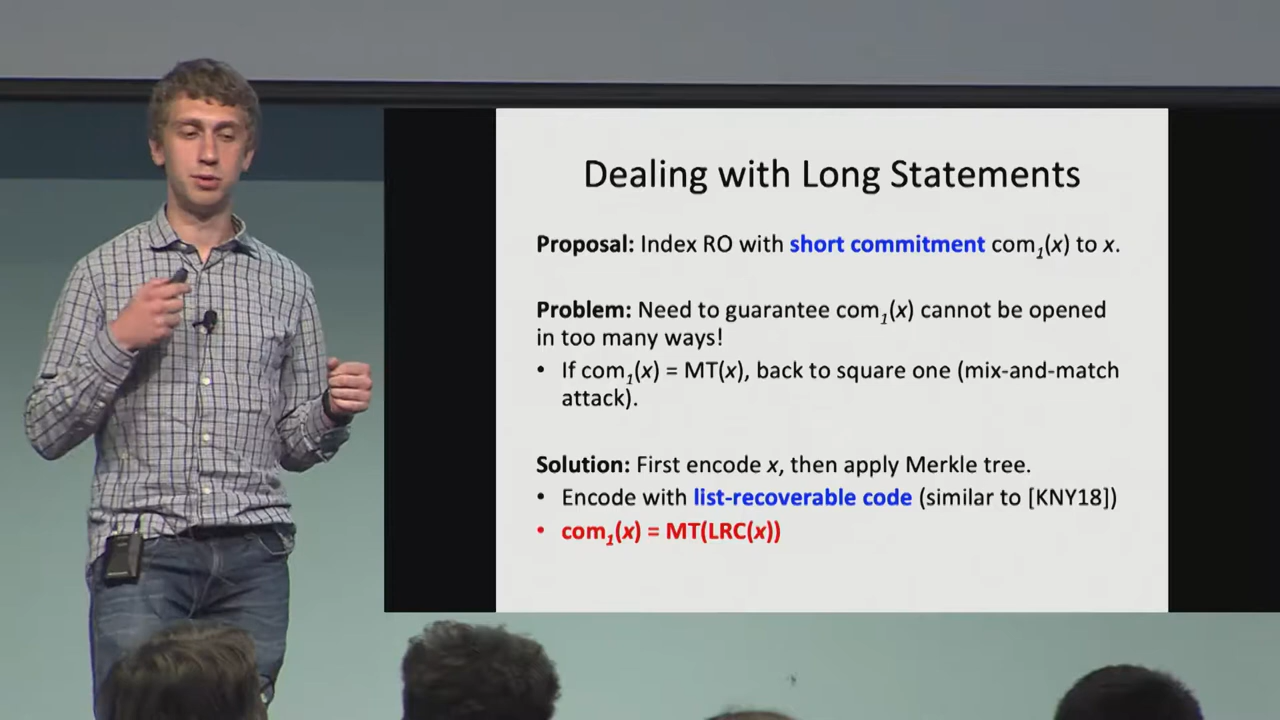 Dealing with Long Statements
Proposal: Index RO with short commitment com₁(x) to x.
Problem: Need to guarantee com₁(x) cannot be opened
in too many ways!
• If com₁(x) = MT(x), back to square one (mix-and-match
attack).
Solution: First encode x, then apply Merkle tree.
• Encode with list-recoverable code (similar to [KNY18])
• com₁(x) = MT(LRC(x))